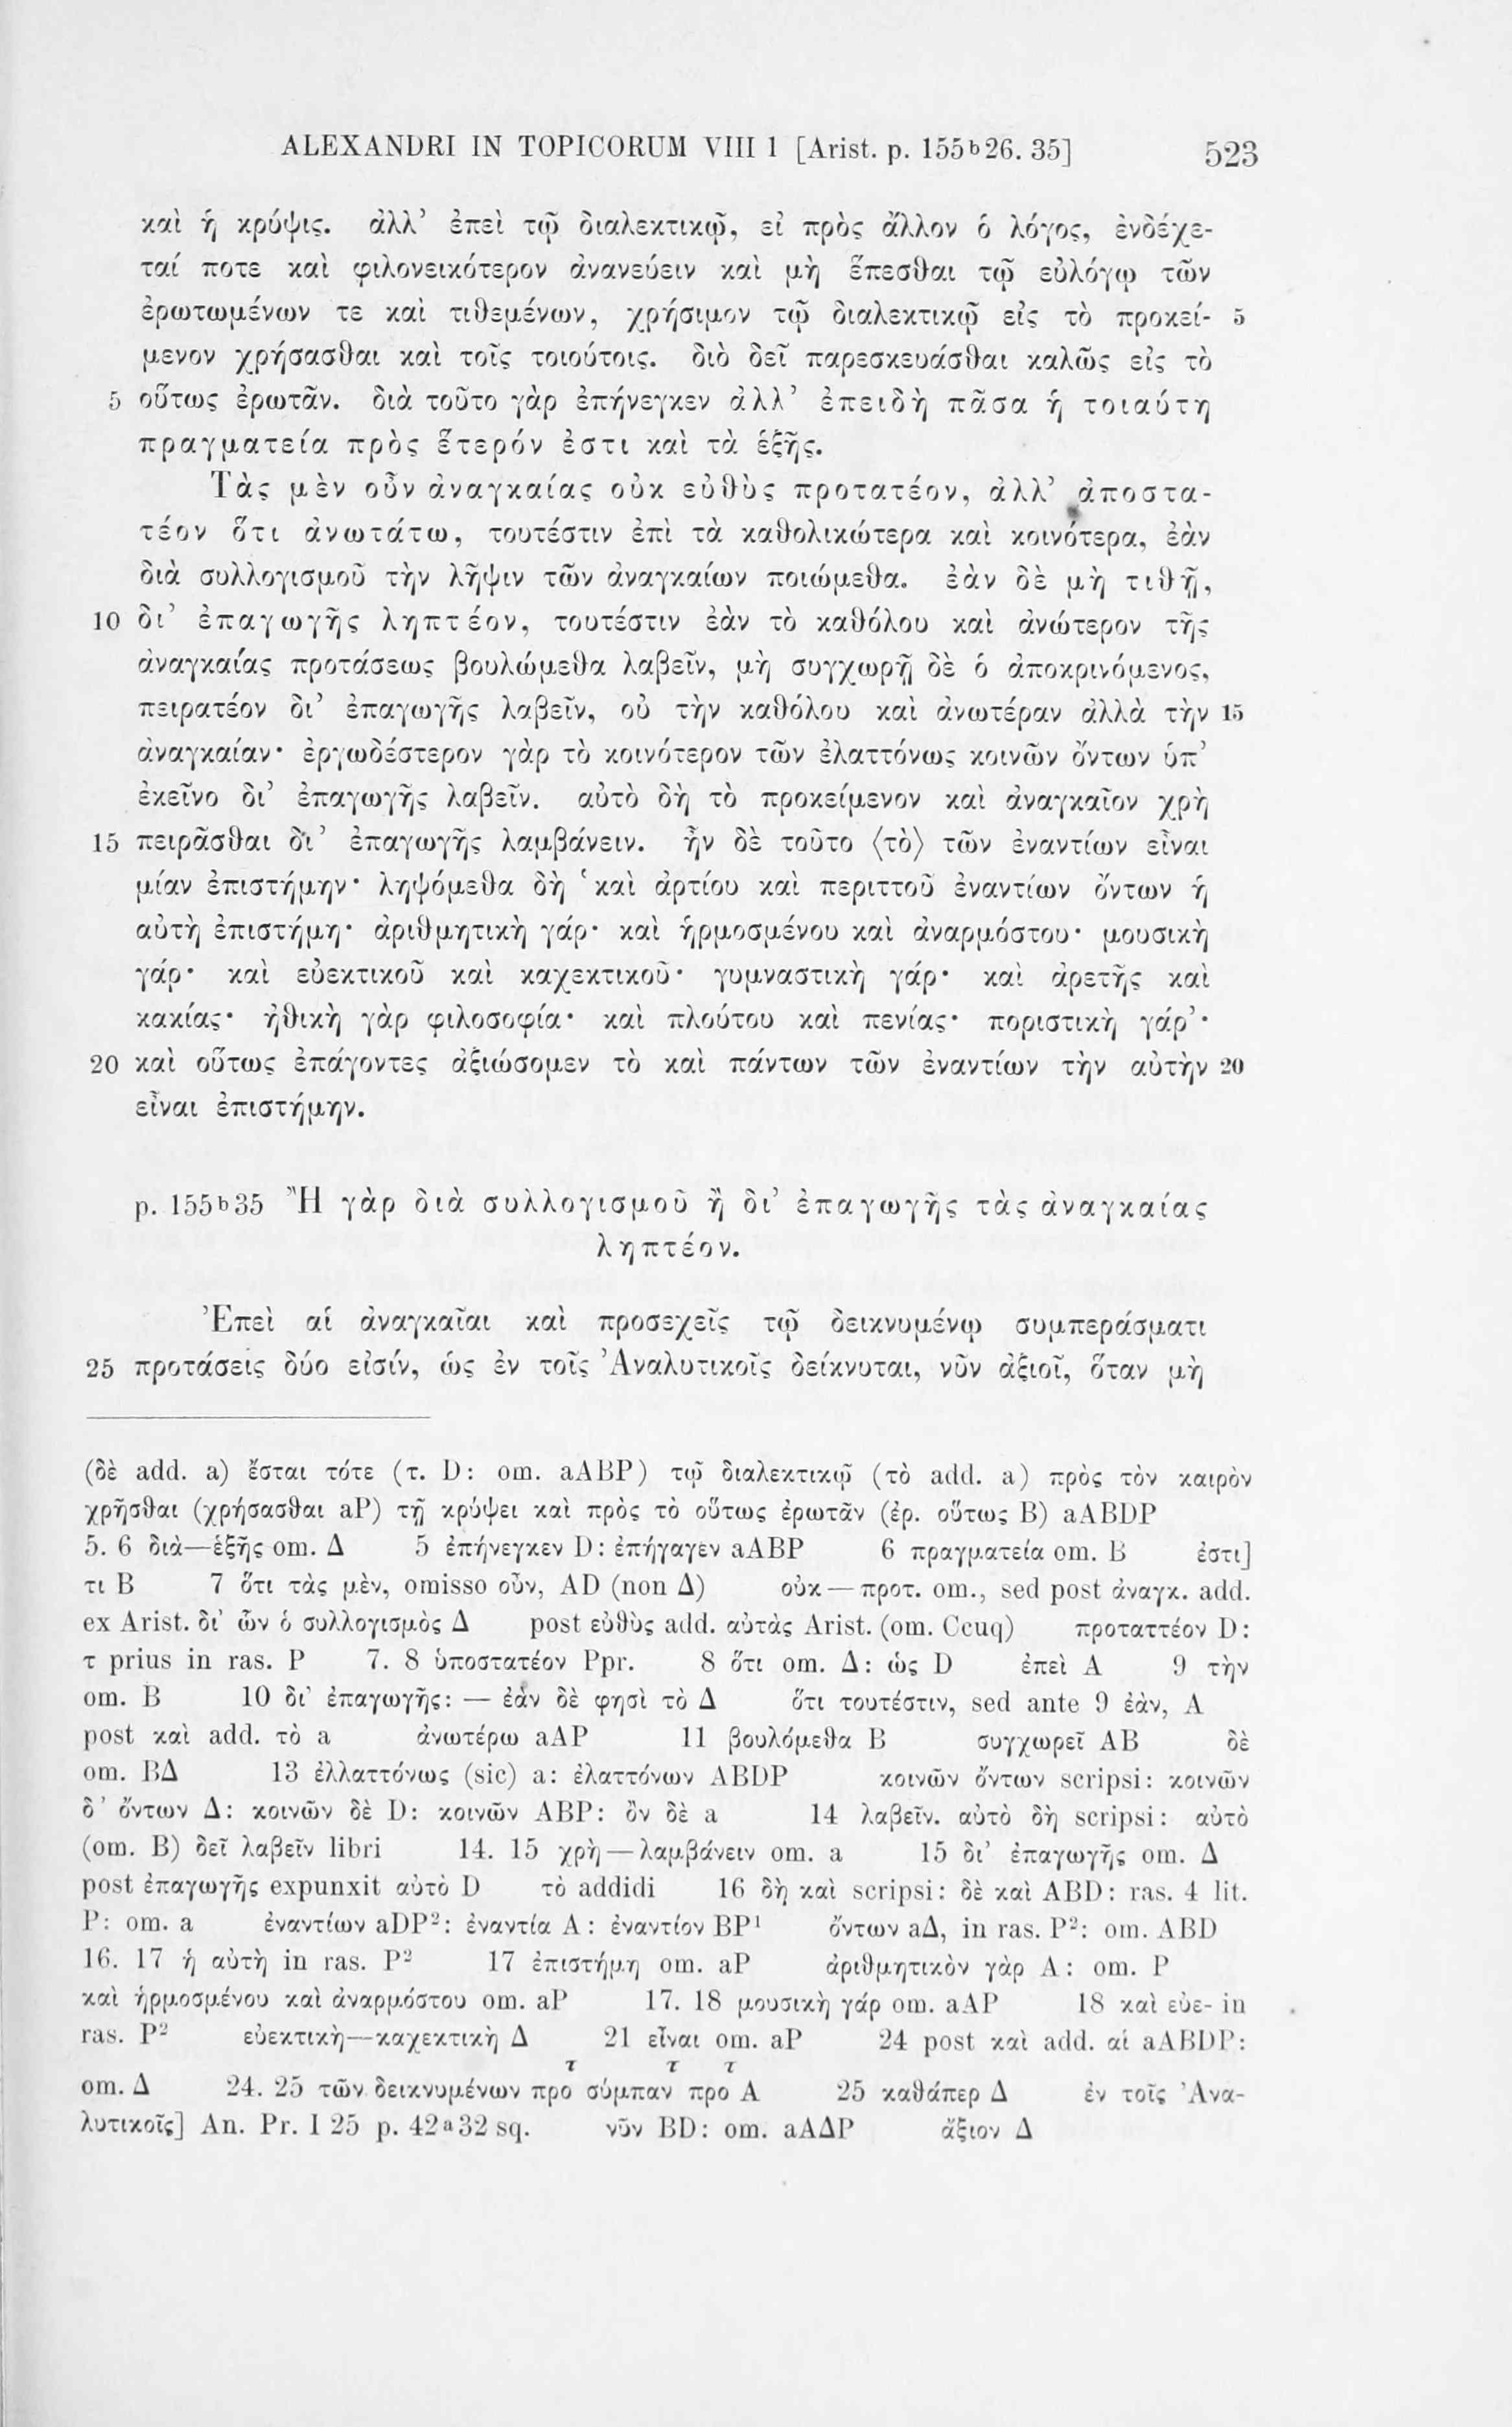 ALEXANDRI IN TOPICORUM VIII 1 [Arist. p. 155b26. 35] 523
καὶ ἡ κρύψις. ἀλλ’ ἐπεὶ τῷ διαλεκτικῷ, εἰ πρὸς ἄλλον ὁ λόγος, ἐνδέχε-
ταί ποτε καὶ φιλονεικότερον ἀνανεύειν καὶ μὴ ἕπεσθαι τῷ εὐλόγῳ τῶν
ἐρωτωμένων τε καὶ τιθεμένων, χρήσιμον τῷ διαλεκτικῷ εἰς τὸ προκεί- 5
μενον χρήσασθαι καὶ τοῖς τοιούτοις. διὸ δεῖ παρεσκευάσθαι καλῶς εἰς τὸ
5 οὕτως ἐρωτᾶν. διὰ τοῦτο γὰρ ἐπήνεγκεν ἀλλ’ ἐπειδὴ πᾶσα ἡ τοιαύτη
πραγματεία πρὸς ἕτερόν ἐστι καὶ τὰ ἑξῆς.
Τὰς μὲν οὖν ἀναγκαίας οὐκ εὐθὺς προτατέον, ἀλλ’ ἀποστα-
τέον ὅτι ἀνωτάτω, τουτέστιν ἐπὶ τὰ καθολικώτερα καὶ κοινότερα, ἐὰν
διὰ συλλογισμοῦ τὴν λῆψιν τῶν ἀναγκαίων ποιώμεθα. ἐὰν δὲ μὴ τιθῇ,
10 δι’ ἐπαγωγῆς ληπτέον, τουτέστιν ἐὰν τὸ καθόλου καὶ ἀνώτερον τῆς
ἀναγκαίας προτάσεως βουλώμεθα λαβεῖν, μὴ συγχωρῇ δὲ ὁ ἀποκρινόμενος,
πειρατέον δι’ ἐπαγωγῆς λαβεῖν, οὐ τὴν καθόλου καὶ ἀνωτέραν ἀλλὰ τὴν 15
ἀναγκαίαν· ἐργωδέστερον γὰρ τὸ κοινότερον τῶν ἐλαττόνως κοινῶν ὄντων ὑπ’
ἐκεῖνο δι’ ἐπαγωγῆς λαβεῖν. αὐτὸ δὴ τὸ προκείμενον καὶ ἀναγκαῖον χρὴ
15 πειρᾶσθαι δι’ ἐπαγωγῆς λαμβάνειν. ἦν δὲ τοῦτο ⟨τὸ⟩ τῶν ἐναντίων εἶναι
μίαν ἐπιστήμην· ληψόμεθα δὴ ‘καὶ ἀρτίου καὶ περιττοῦ ἐναντίων ὄντων ἡ
αὐτὴ ἐπιστήμη· ἀριθμητικὴ γάρ· καὶ ἡρμοσμένου καὶ ἀναρμόστου· μουσικὴ
γάρ· καὶ εὐεκτικοῦ καὶ καχεκτικοῦ· γυμναστικὴ γάρ· καὶ ἀρετῆς καὶ
κακίας· ἠθικὴ γὰρ φιλοσοφία· καὶ πλούτου καὶ πενίας· ποριστικὴ γάρ’·
20 καὶ οὕτως ἐπάγοντες ἀξιώσομεν τὸ καὶ πάντων τῶν ἐναντίων τὴν αὐτὴν 20
εἶναι ἐπιστήμην.
p. 155b35 Ἢ γὰρ διὰ συλλογισμοῦ ἢ δι’ ἐπαγωγῆς τὰς ἀναγκαίας
ληπτέον.
Ἐπεὶ αἱ ἀναγκαῖαι καὶ προσεχεῖς τῷ δεικνυμένῳ συμπεράσματι
25 προτάσεις δύο εἰσίν, ὡς ἐν τοῖς Ἀναλυτικοῖς δείκνυται, νῦν ἀξιοῖ, ὅταν μὴ
(δὲ add. a) ἔσται τότε (τ. D: om. aABP) τῷ διαλεκτικῷ (τὸ add. a) πρὸς τὸν καιρὸν
χρῆσθαι (χρήσασθαι aP) τῇ κρύψει καὶ πρὸς τὸ οὕτως ἐρωτᾶν (ἐρ. οὕτως B) aABDP
5. 6 διὰ—ἑξῆς om. Δ 5 ἐπήνεγκεν D: ἐπήγαγεν aABP 6 πραγματεία om. B ἐστι]
τι B 7 ὅτι τὰς μὲν, omisso οὖν, AD (non Δ) οὐκ—προτ. om., sed post ἀναγκ. add.
ex Arist. δι’ ὧν ὁ συλλογισμὸς Δ post εὐθὺς add. αὐτὰς Arist. (om. Ccuq) προταττέον D:
τ prius in ras. P 7. 8 ὑποστατέον Ppr. 8 ὅτι om. Δ: ὡς D ἐπεὶ A 9 τὴν
om. B 10 δι’ ἐπαγωγῆς: — ἐὰν δὲ φησὶ τὸ Δ ὅτι τουτέστιν, sed ante 9 ἐὰν, A
post καὶ add. τὸ a ἀνωτέρω aAP 11 βουλόμεθα B συγχωρεῖ AB δὲ
om. BΔ 13 ἐλλαττόνως (sic) a: ἐλαττόνων ABDP κοινῶν ὄντων scripsi: κοινῶν
δ’ ὄντων Δ: κοινῶν δὲ D: κοινῶν ABP: ὂν δὲ a 14 λαβεῖν. αὐτὸ δὴ scripsi: αὐτὸ
(om. B) δεῖ λαβεῖν libri 14. 15 χρὴ—λαμβάνειν om. a 15 δι’ ἐπαγωγῆς om. Δ
post ἐπαγωγῆς expunxit αὐτὸ D τὸ addidi 16 δὴ καὶ scripsi: δὲ καὶ ABD: ras. 4 lit.
P: om. a ἐναντίων aDP²: ἐναντία A: ἐναντίον BP¹ ὄντων aΔ, in ras. P²: om. ABD
16. 17 ἡ αὐτὴ in ras. P² 17 ἐπιστήμη om. aP ἀριθμητικὸν γὰρ A: om. P
καὶ ἡρμοσμένου καὶ ἀναρμόστου om. aP 17. 18 μουσικὴ γάρ om. aAP 18 καὶ εὐε- in
ras. P² εὐεκτικὴ—καχεκτικὴ Δ 21 εἶναι om. aP 24 post καὶ add. αἱ aABDP:
om. Δ 24. 25 τῶν δεικνυμένων προτ σύμπαντ προτ A 25 καθάπερ Δ ἐν τοῖς Ἀνα-
λυτικοῖς] An. Pr. I 25 p. 42a32 sq. νῦν BD: om. aAΔP ἄξιον Δ